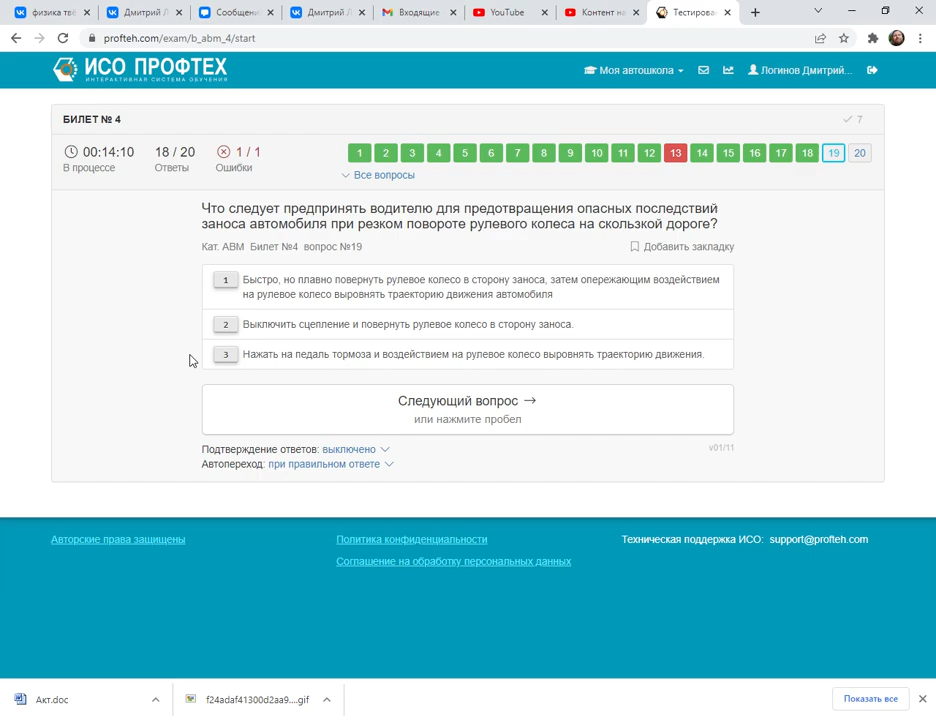 физика твё
Дмитрий Л
Сообщени
Дмитрий Л
Входящие
YouTube
Контент на
Тестирова
profteh.com/exam/b_abm_4/start
ИСО ПРОФТЕХ
ИНТЕРАКТИВНАЯ СИСТЕМА ОБУЧЕНИЯ
Моя автошкола
Логинов Дмитрий...
БИЛЕТ № 4
7
00:14:10
В процессе
18 / 20
Ответы
1 / 1
Ошибки
1 2 3 4 5 6 7 8 9 10 11 12 13 14 15 16 17 18 19 20
Все вопросы
Что следует предпринять водителю для предотвращения опасных последствий
заноса автомобиля при резком повороте рулевого колеса на скользкой дороге?
Кат. АВМ Билет №4 вопрос №19
Добавить закладку
1 Быстро, но плавно повернуть рулевое колесо в сторону заноса, затем опережающим воздействием
на рулевое колесо выровнять траекторию движения автомобиля
2 Выключить сцепление и повернуть рулевое колесо в сторону заноса.
3 Нажать на педаль тормоза и воздействием на рулевое колесо выровнять траекторию движения.
Следующий вопрос →
или нажмите пробел
Подтверждение ответов: выключено
v01/11
Автопереход: при правильном ответе
Авторские права защищены
Политика конфиденциальности
Техническая поддержка ИСО: support@profteh.com
Соглашение на обработку персональных данных
Акт.doc
f24adaf41300d2aa9....gif
Показать все